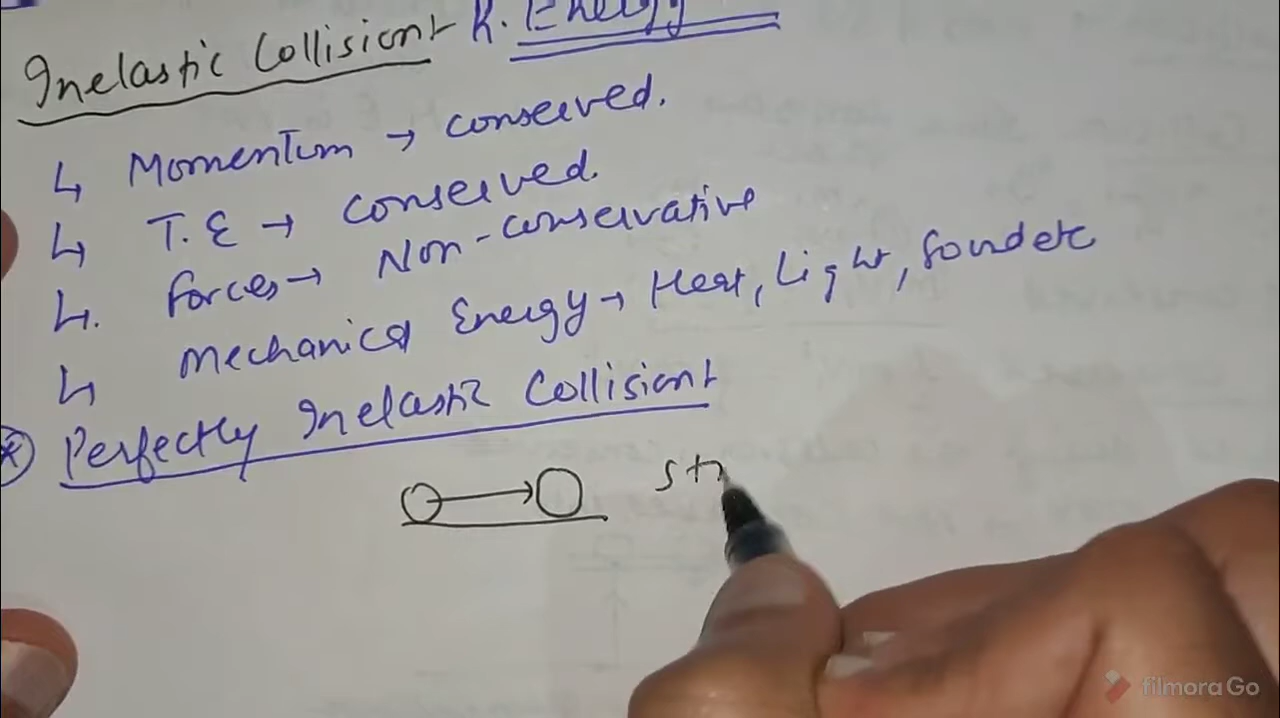 Inelastic Collision:- K. Energy
↳ Momentum → conserved.
↳ T.E → conserved.
↳ forces → Non-conservative
↳ Mechanical Energy → Heat, Light, Sound etc
* Perfectly Inelastic Collision:-
filmora Go